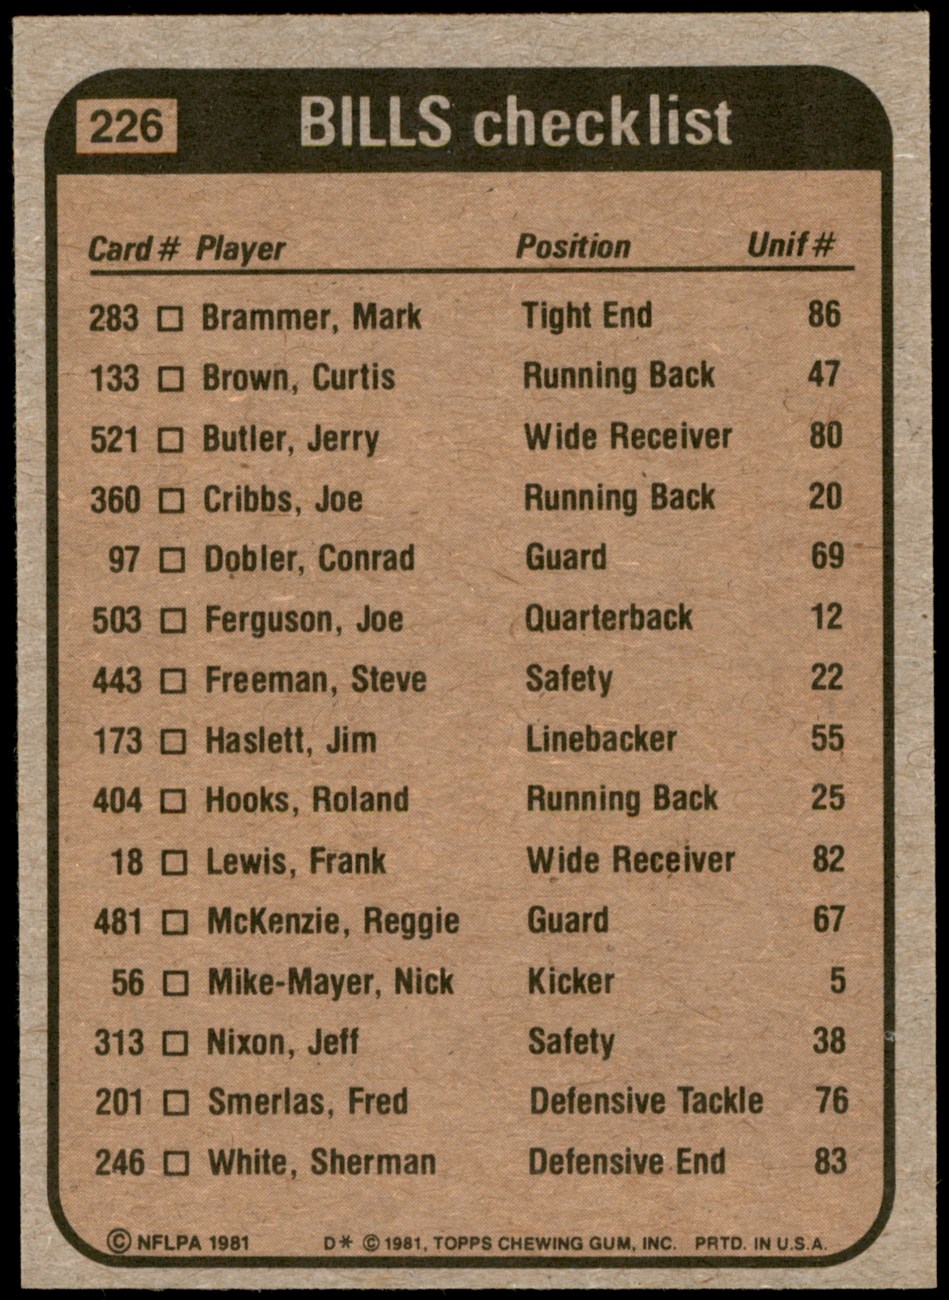 226 BILLS checklist
Card # Player Position Unif #
283 □ Brammer, Mark Tight End 86
133 □ Brown, Curtis Running Back 47
521 □ Butler, Jerry Wide Receiver 80
360 □ Cribbs, Joe Running Back 20
97 □ Dobler, Conrad Guard 69
503 □ Ferguson, Joe Quarterback 12
443 □ Freeman, Steve Safety 22
173 □ Haslett, Jim Linebacker 55
404 □ Hooks, Roland Running Back 25
18 □ Lewis, Frank Wide Receiver 82
481 □ McKenzie, Reggie Guard 67
56 □ Mike-Mayer, Nick Kicker 5
313 □ Nixon, Jeff Safety 38
201 □ Smerlas, Fred Defensive Tackle 76
246 □ White, Sherman Defensive End 83
© NFLPA 1981 D* © 1981, TOPPS CHEWING GUM, INC. PRTD. IN U.S.A.